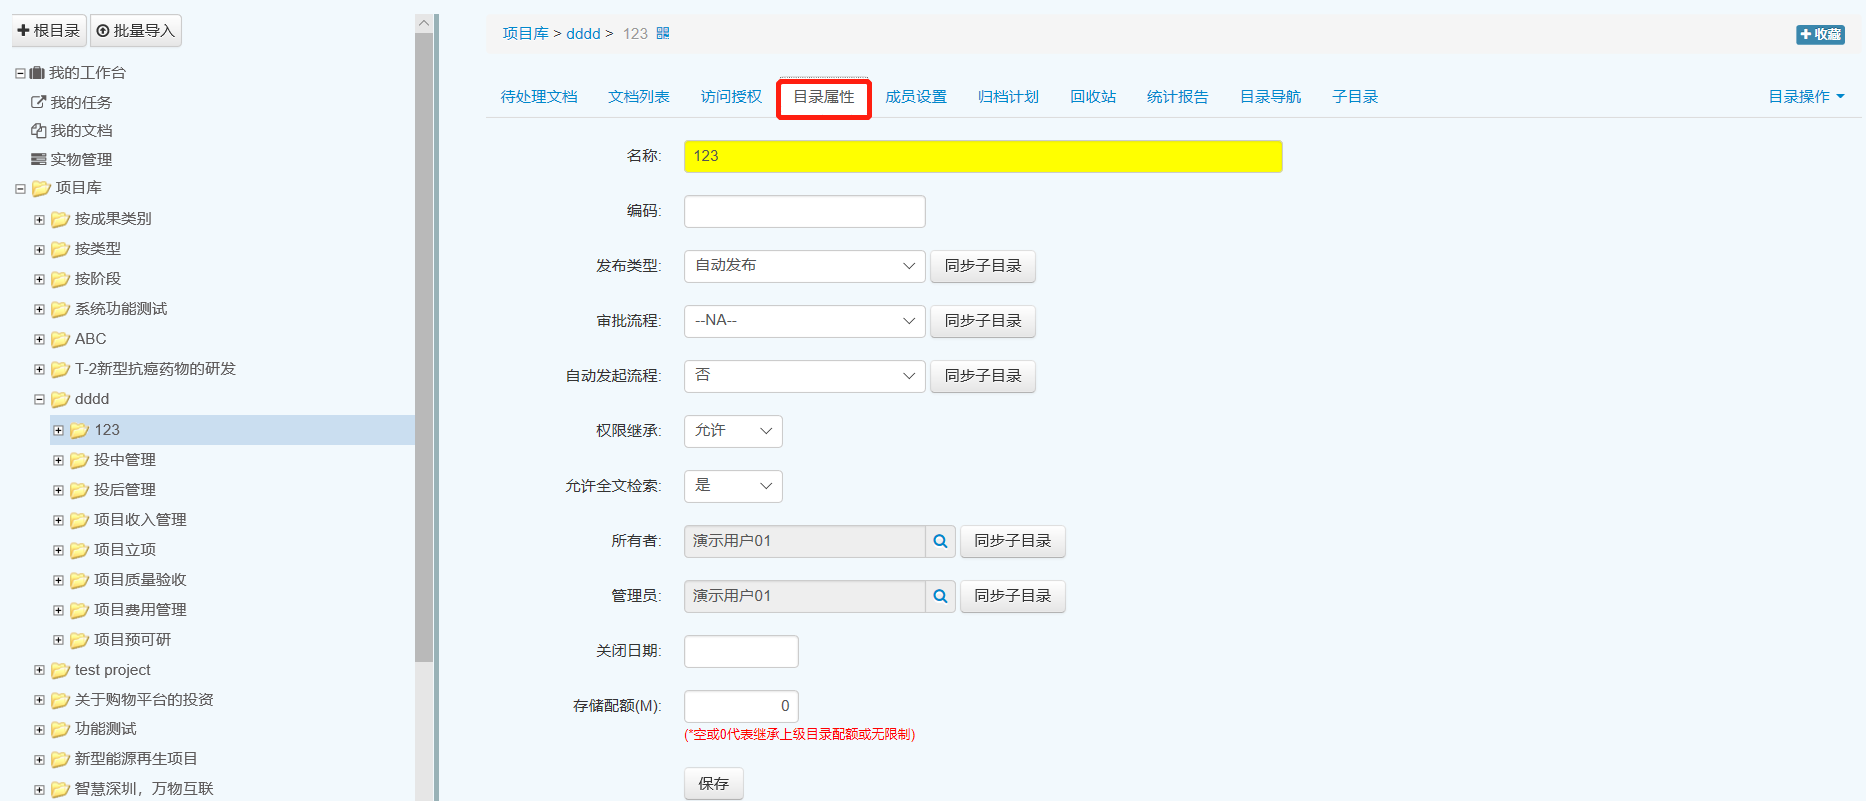 根目录 批量导入
我的工作台
我的任务
我的文档
实物管理
项目库
按成果类别
按类型
按阶段
系统功能测试
ABC
T-2新型抗癌药物的研发
dddd
123
投中管理
投后管理
项目收入管理
项目立项
项目质量验收
项目费用管理
项目预可研
test project
关于购物平台的投资
功能测试
新型能源再生项目
智慧深圳，万物互联
项目库 > dddd > 123
收藏
待处理文档 文档列表 访问授权 目录属性 成员设置 归档计划 回收站 统计报告 目录导航 子目录 目录操作
名称: 123
编码:
发布类型: 自动发布 同步子目录
审批流程: --NA-- 同步子目录
自动发起流程: 否 同步子目录
权限继承: 允许
允许全文检索: 是
所有者: 演示用户01 同步子目录
管理员: 演示用户01 同步子目录
关闭日期:
存储配额(M): 0
(*空或0代表继承上级目录配额或无限制)
保存